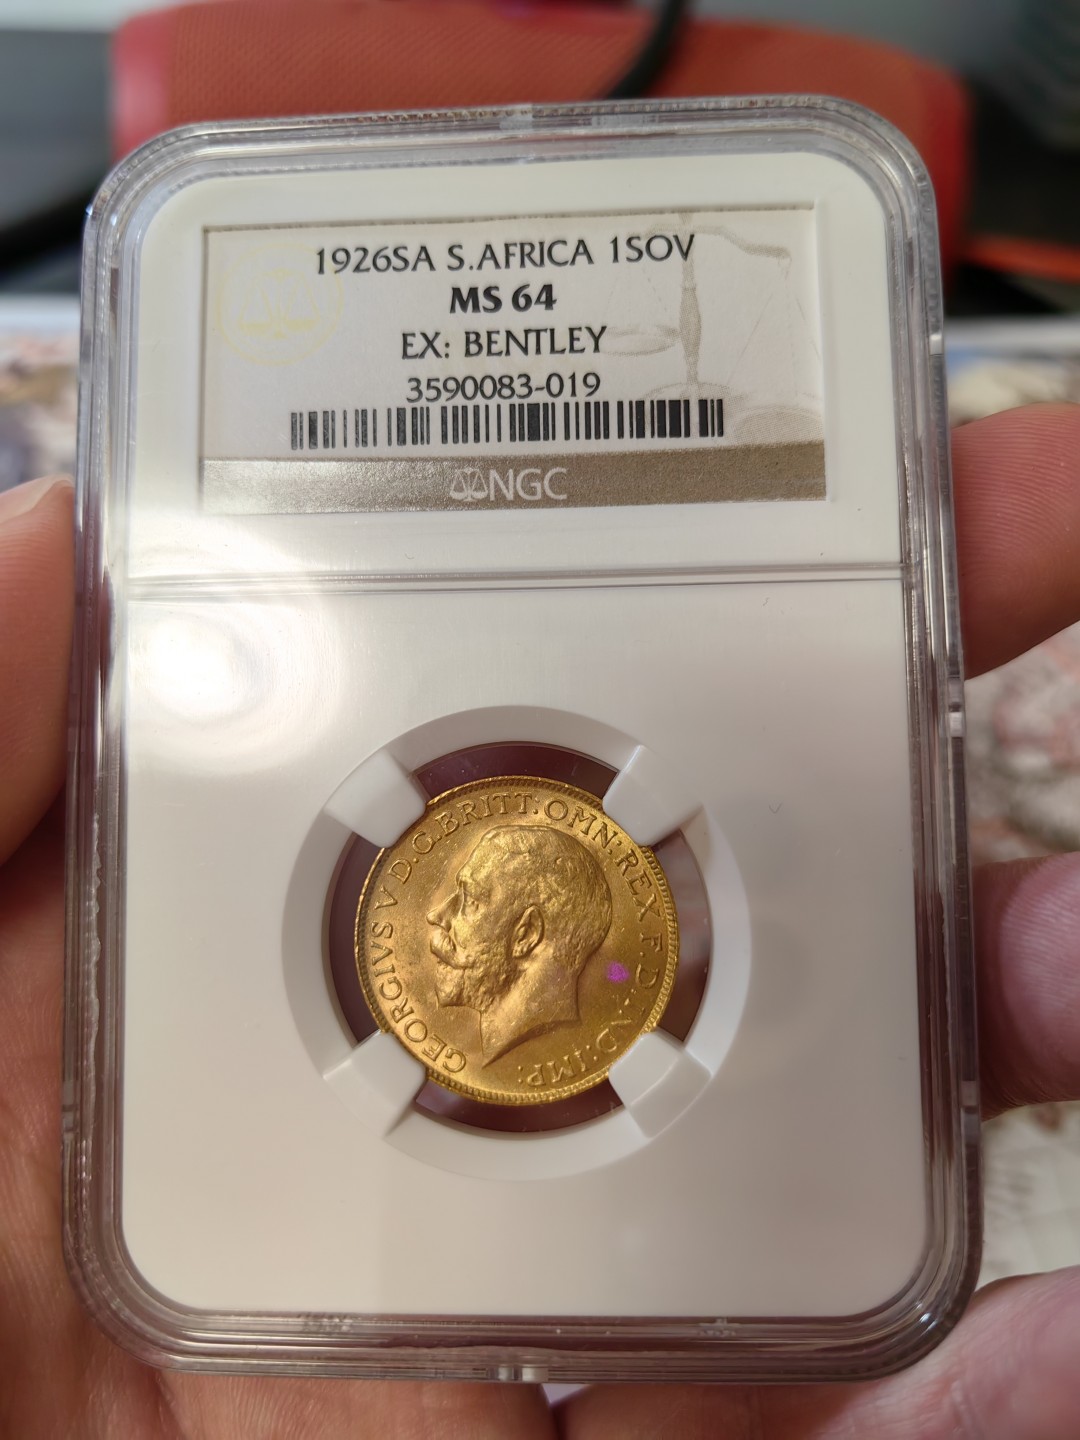 1926SA S.AFRICA 1SOV
MS 64
EX: BENTLEY
3590083-019
NGC
GEORGIVS V D.G.BRITT:OMN:REX F.D.IND:IMP: